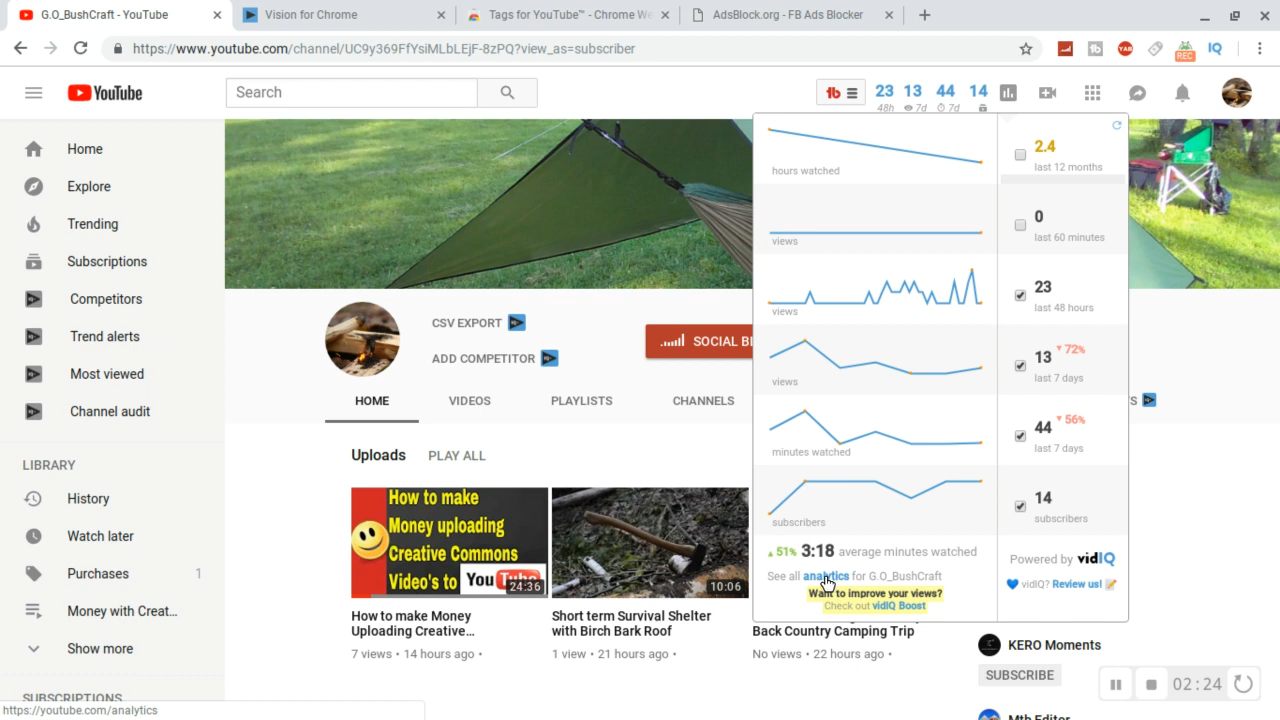 G.O_BushCraft - YouTube
Vision for Chrome
Tags for YouTube™ - Chrome We
AdsBlock.org - FB Ads Blocker
https://www.youtube.com/channel/UC9y369FfYsiMLbLEjF-8zPQ?view_as=subscriber
YAB
REC
IQ
YouTube
Search
tb
23 13 44 14
48h 7d 7d
Home
Explore
Trending
Subscriptions
Competitors
Trend alerts
Most viewed
Channel audit
LIBRARY
History
Watch later
Purchases 1
Money with Creat...
Show more
SUBSCRIPTIONS
CSV EXPORT
ADD COMPETITOR
SOCIAL BL
HOME
VIDEOS
PLAYLISTS
CHANNELS
S
Uploads
PLAY ALL
How to make
Money uploading
Creative Commons
Video's to YouTube
24:36
How to make Money
Uploading Creative...
7 views • 14 hours ago •
10:06
Short term Survival Shelter
with Birch Bark Roof
1 view • 21 hours ago •
Back Country Camping Trip
No views • 22 hours ago •
hours watched
2.4
last 12 months
views
0
last 60 minutes
views
23
last 48 hours
views
13 ▼72%
last 7 days
minutes watched
44 ▼56%
last 7 days
subscribers
14
subscribers
▲51% 3:18 average minutes watched
See all analytics for G.O_BushCraft
Want to improve your views?
Check out vidIQ Boost
Powered by vidIQ
vidIQ? Review us!
KERO Moments
SUBSCRIBE
Mth Editor
02:24
https://youtube.com/analytics